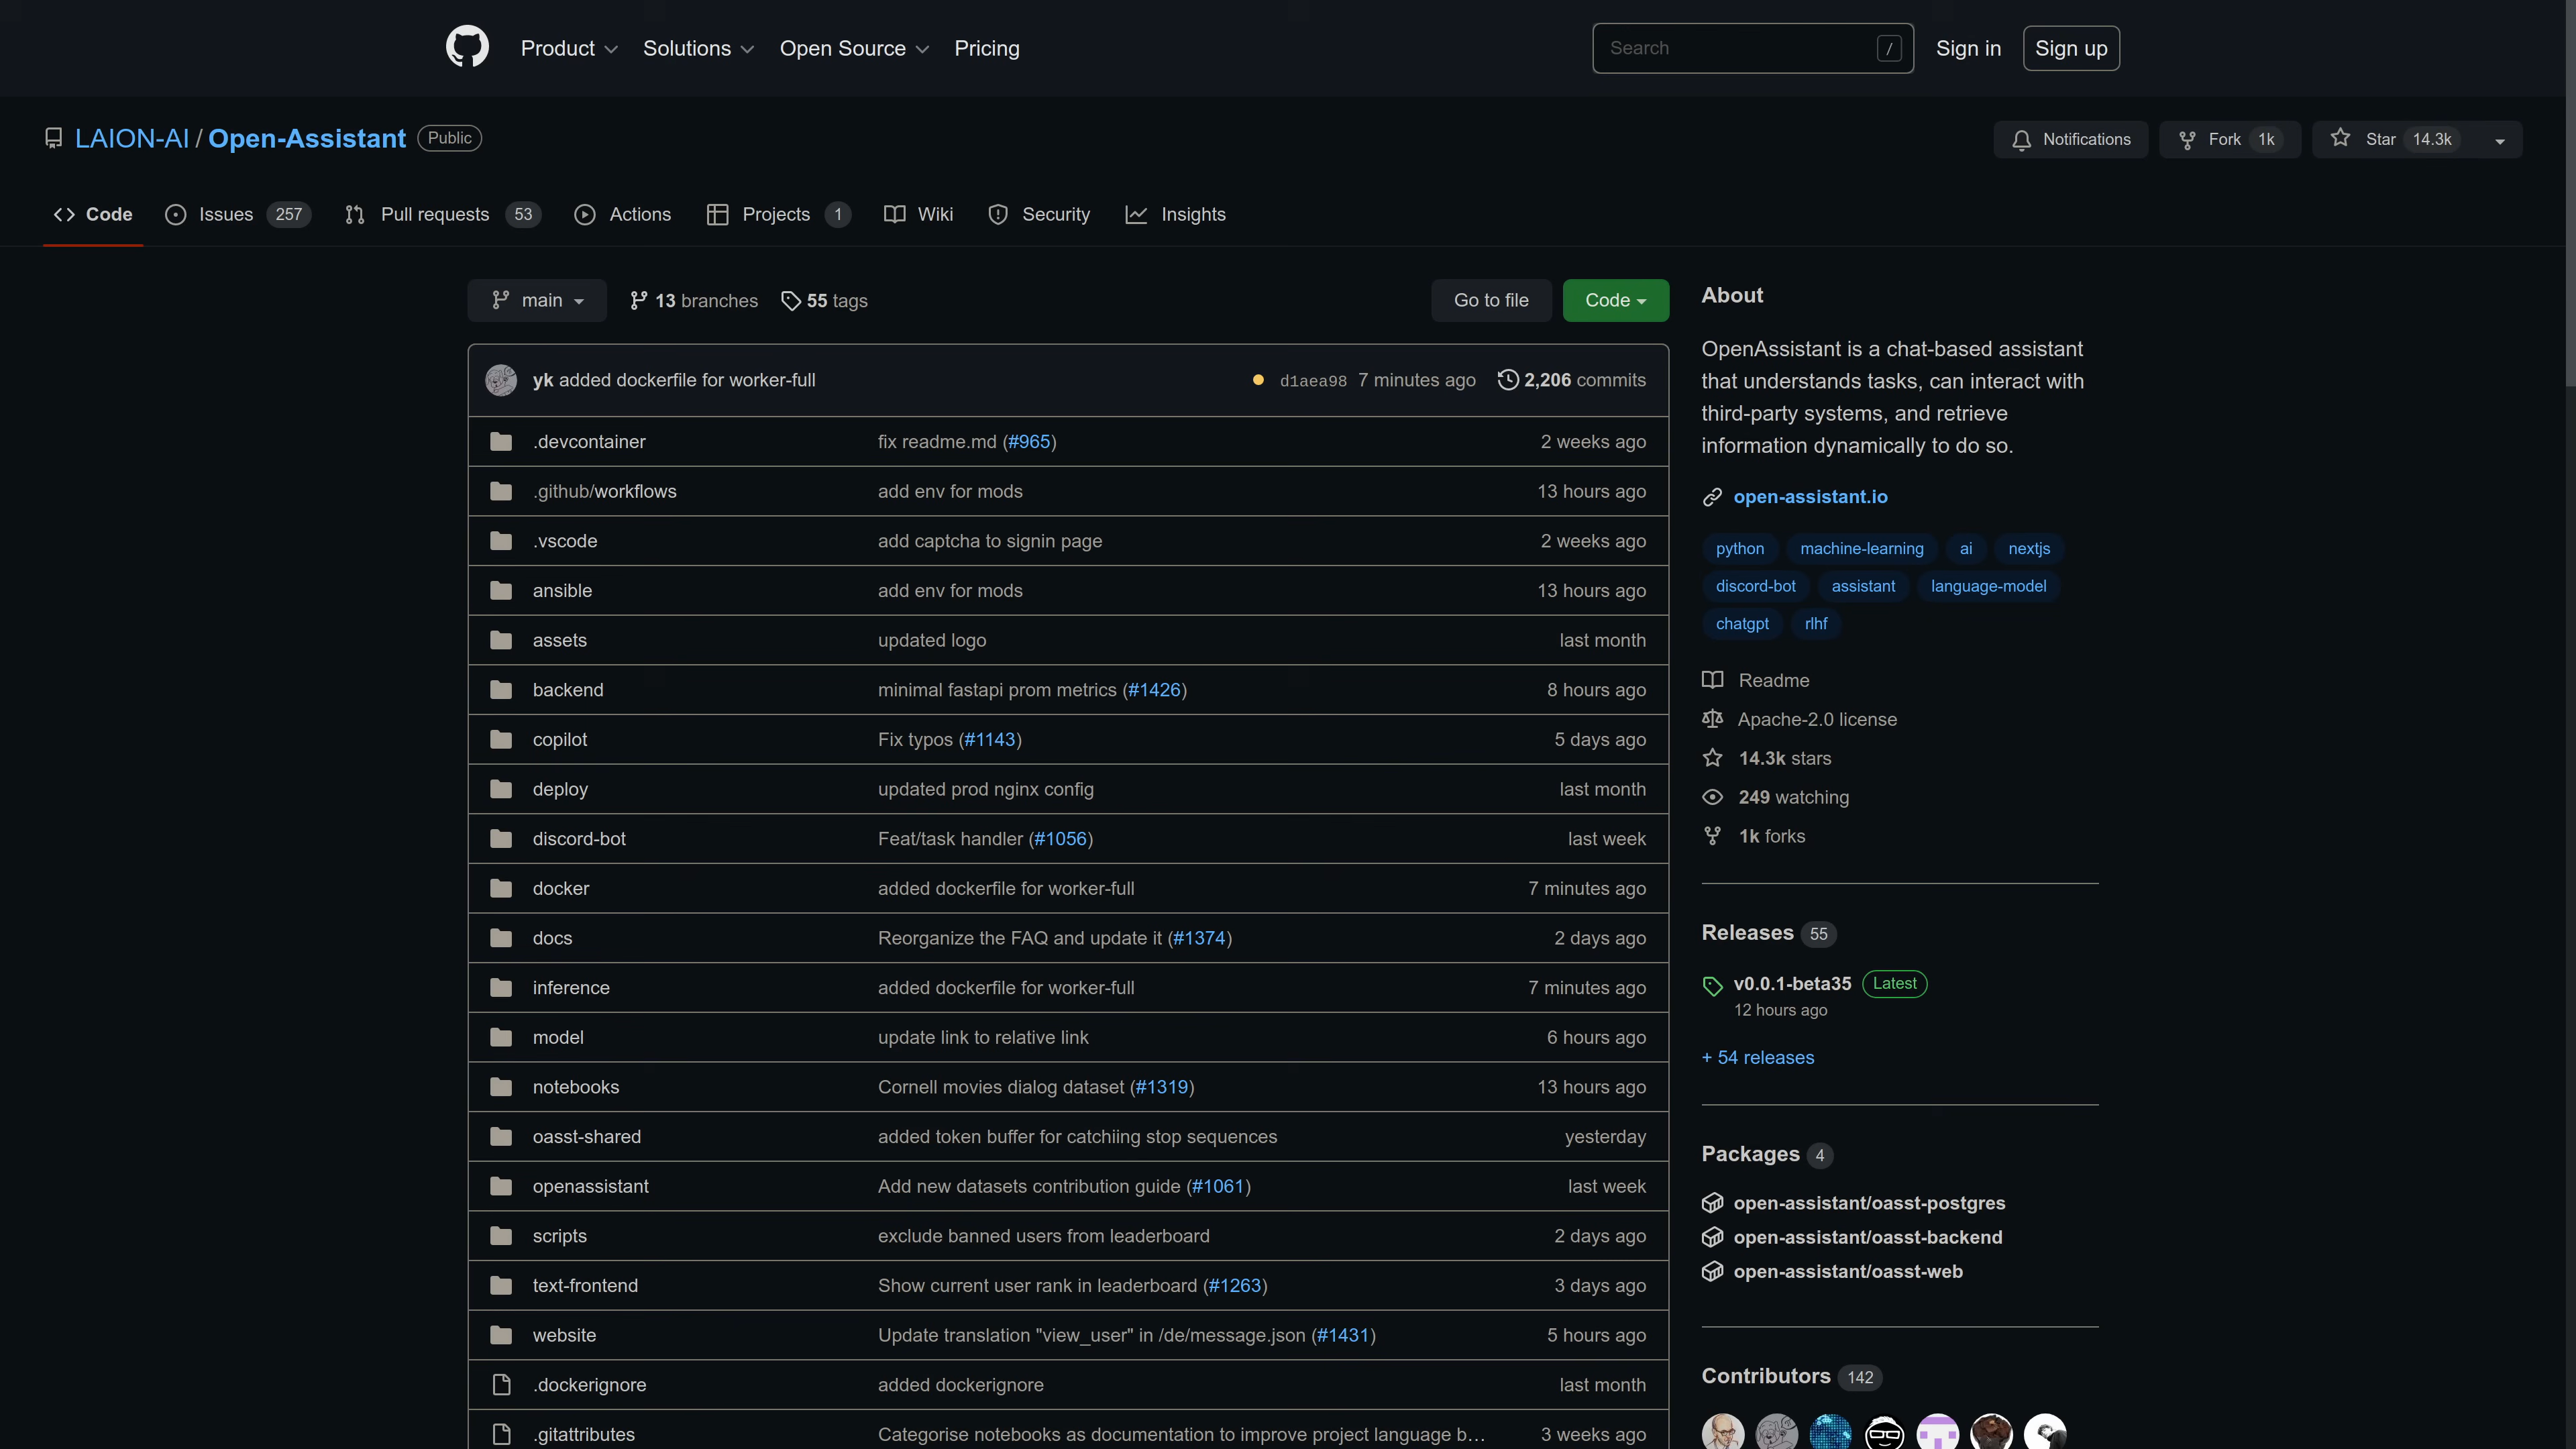 Product Solutions Open Source Pricing Search / Sign in Sign up
LAION-AI / Open-Assistant Public Notifications Fork 1k Star 14.3k
Code Issues 257 Pull requests 53 Actions Projects 1 Wiki Security Insights
main 13 branches 55 tags Go to file Code
yk added dockerfile for worker-full d1aea98 7 minutes ago 2,206 commits
.devcontainer fix readme.md (#965) 2 weeks ago
.github/workflows add env for mods 13 hours ago
.vscode add captcha to signin page 2 weeks ago
ansible add env for mods 13 hours ago
assets updated logo last month
backend minimal fastapi prom metrics (#1426) 8 hours ago
copilot Fix typos (#1143) 5 days ago
deploy updated prod nginx config last month
discord-bot Feat/task handler (#1056) last week
docker added dockerfile for worker-full 7 minutes ago
docs Reorganize the FAQ and update it (#1374) 2 days ago
inference added dockerfile for worker-full 7 minutes ago
model update link to relative link 6 hours ago
notebooks Cornell movies dialog dataset (#1319) 13 hours ago
oasst-shared added token buffer for catchiing stop sequences yesterday
openassistant Add new datasets contribution guide (#1061) last week
scripts exclude banned users from leaderboard 2 days ago
text-frontend Show current user rank in leaderboard (#1263) 3 days ago
website Update translation "view_user" in /de/message.json (#1431) 5 hours ago
.dockerignore added dockerignore last month
.gitattributes Categorise notebooks as documentation to improve project language b… 3 weeks ago
About
OpenAssistant is a chat-based assistant
that understands tasks, can interact with
third-party systems, and retrieve
information dynamically to do so.
open-assistant.io
python machine-learning ai nextjs
discord-bot assistant language-model
chatgpt rlhf
Readme
Apache-2.0 license
14.3k stars
249 watching
1k forks
Releases 55
v0.0.1-beta35 Latest
12 hours ago
+ 54 releases
Packages 4
open-assistant/oasst-postgres
open-assistant/oasst-backend
open-assistant/oasst-web
Contributors 142